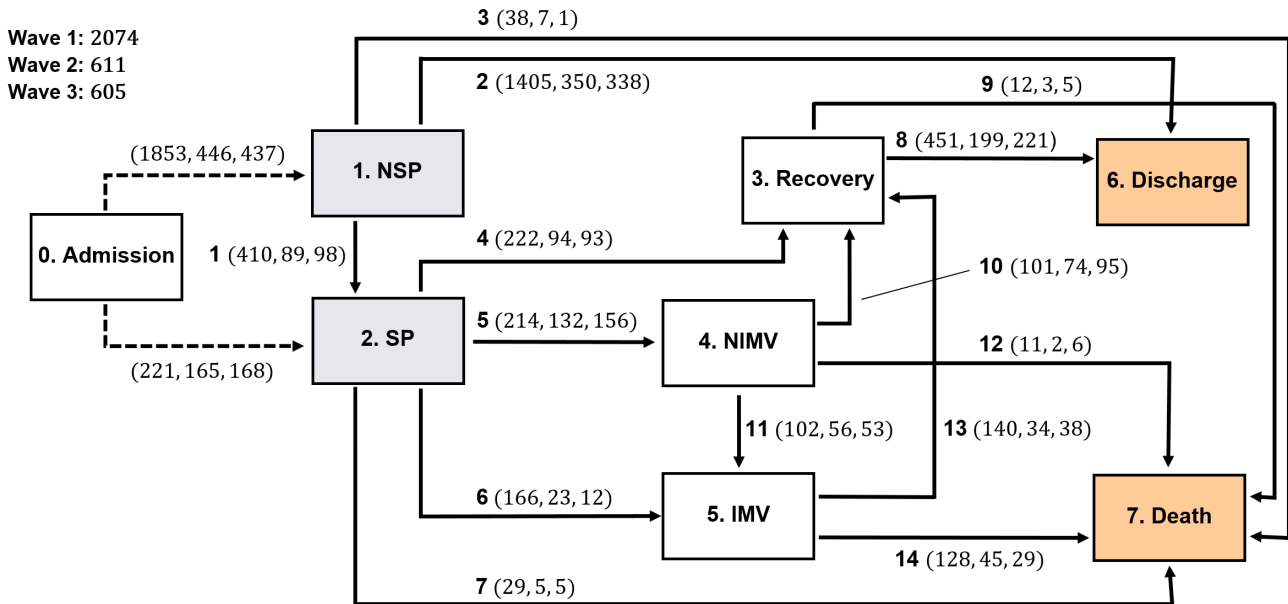 3 (38, 7, 1)
Wave 1: 2074
Wave 2: 611
Wave 3: 605
2 (1405, 350, 338)
9 (12, 3, 5)
(1853, 446, 437)
1. NSP
3. Recovery
8 (451, 199, 221)
6. Discharge
0. Admission
1 (410, 89, 98)
4 (222, 94, 93)
10 (101, 74, 95)
2. SP
5 (214, 132, 156)
4. NIMV
12 (11, 2, 6)
(221, 165, 168)
11 (102, 56, 53)
13 (140, 34, 38)
6 (166, 23, 12)
5. IMV
7. Death
14 (128, 45, 29)
7 (29, 5, 5)